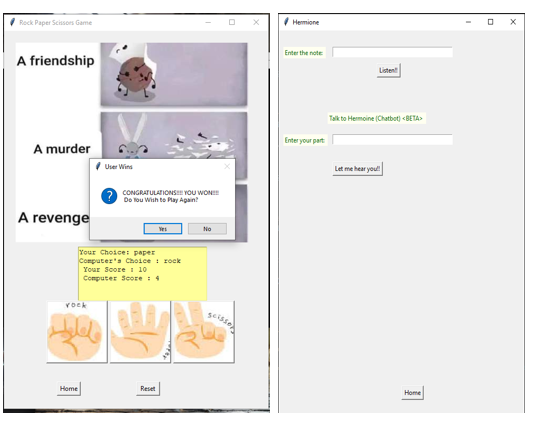 Rock Paper Scissors Game
A friendship
A murder
A revenge
User Wins
CONGRATULATIONS!!!! YOU WON!!!!
Do You Wish to Play Again?
Yes
No
Your Choice: paper
Computer's Choice : rock
Your Score : 10
Computer Score : 4
rock
scissors
Home
Reset
Hermione
Enter the note:
Listen!!
Talk to Hermoine (Chatbot) <BETA>
Enter your part:
Let me hear you!!
Home